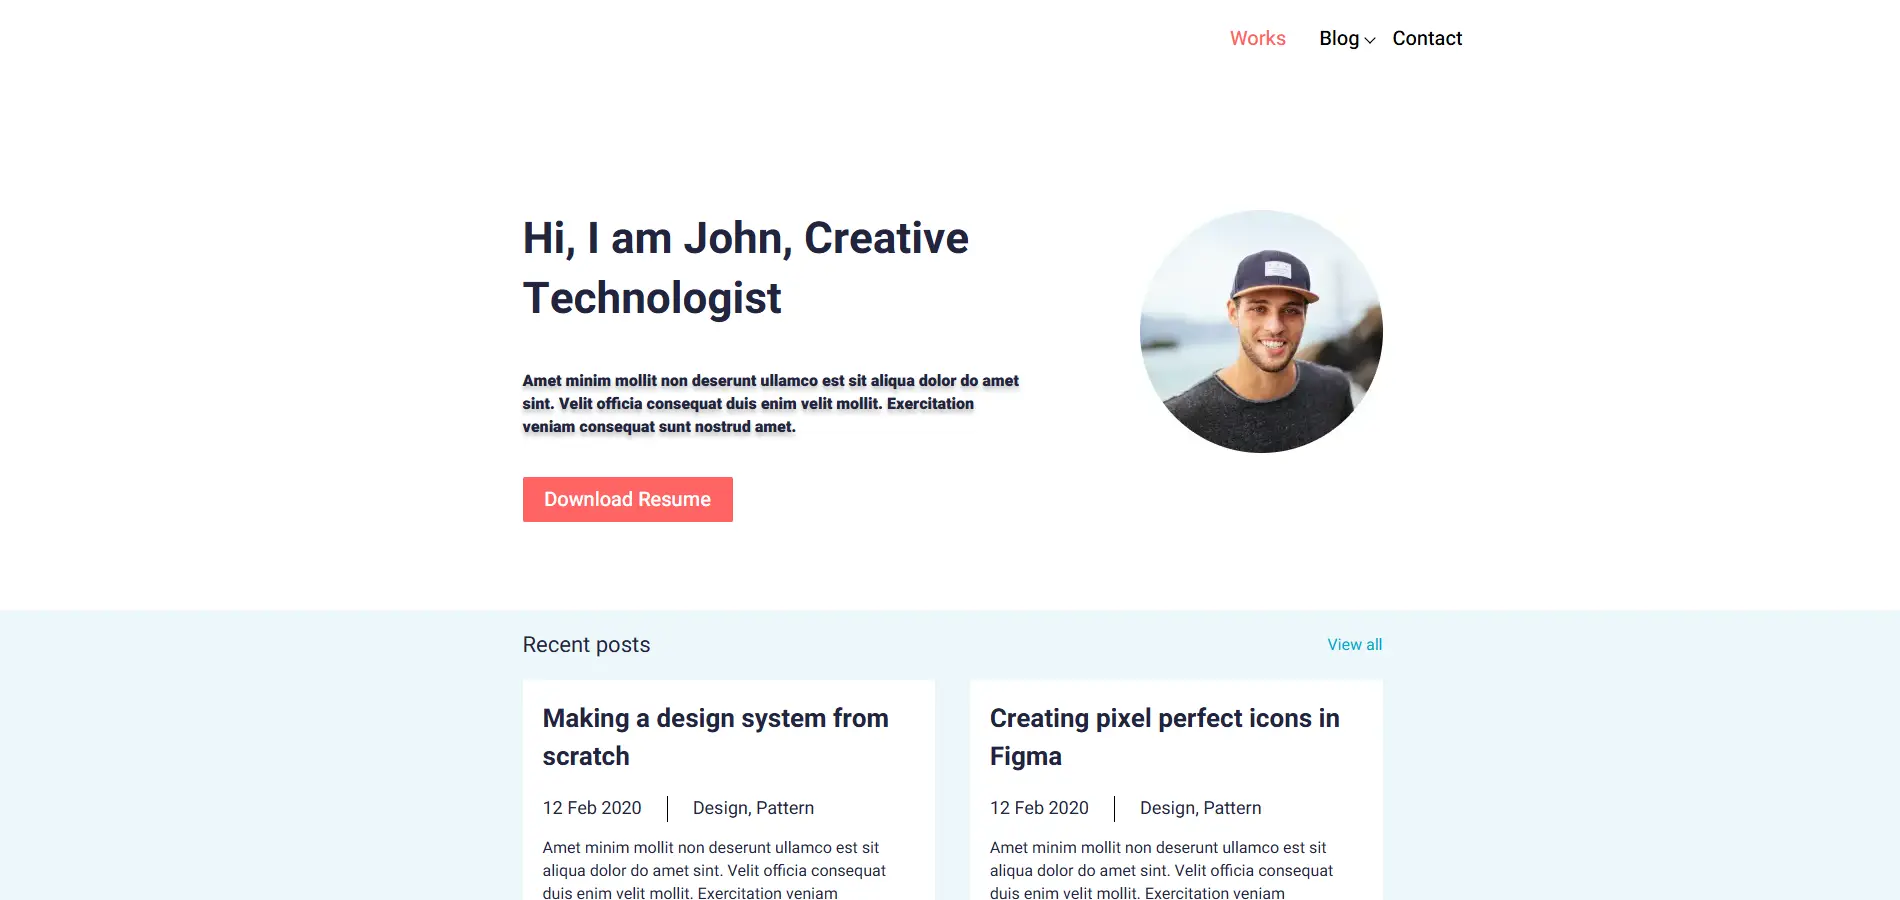 Works Blog Contact
Hi, I am John, Creative
Technologist
Amet minim mollit non deserunt ullamco est sit aliqua dolor do amet
sint. Velit officia consequat duis enim velit mollit. Exercitation
veniam consequat sunt nostrud amet.
Download Resume
Recent posts
View all
Making a design system from
scratch
12 Feb 2020
Design, Pattern
Amet minim mollit non deserunt ullamco est sit
aliqua dolor do amet sint. Velit officia consequat
duis enim velit mollit. Exercitation veniam
Creating pixel perfect icons in
Figma
12 Feb 2020
Design, Pattern
Amet minim mollit non deserunt ullamco est sit
aliqua dolor do amet sint. Velit officia consequat
duis enim velit mollit. Exercitation veniam